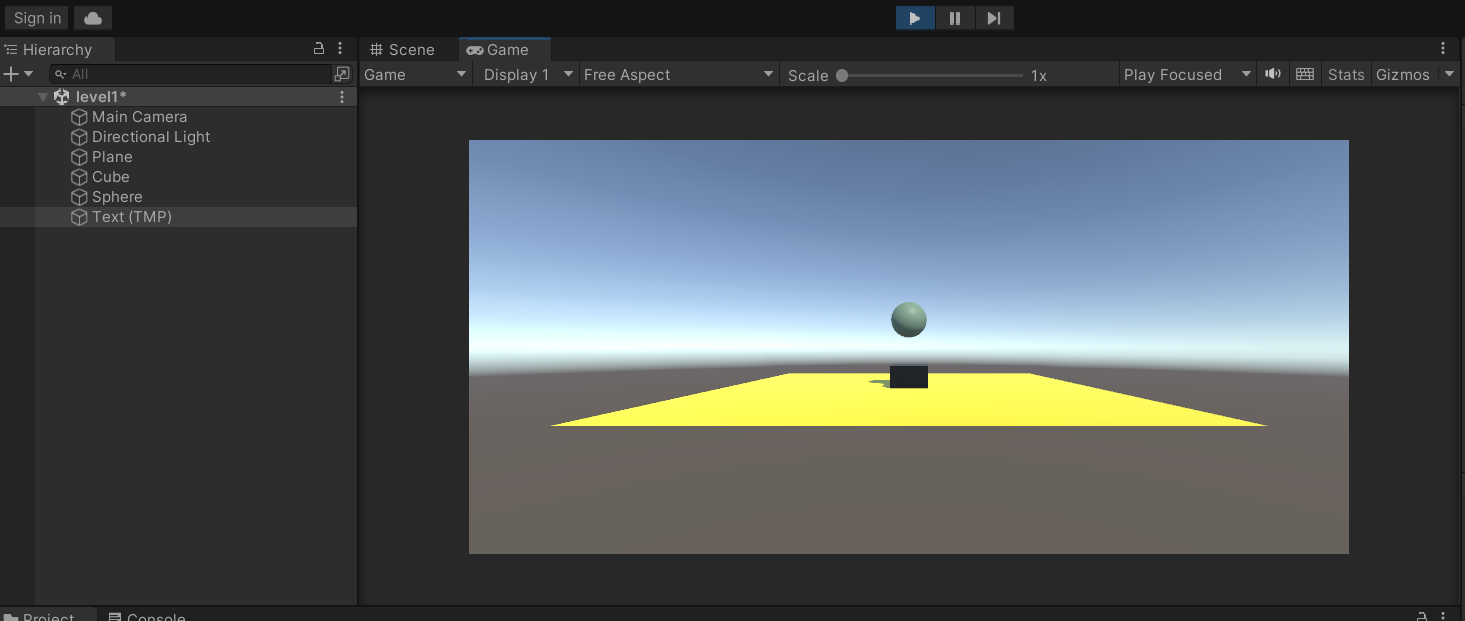 Sign in
Hierarchy
Scene
Game
All
Game
Display 1
Free Aspect
Scale
1x
Play Focused
Stats
Gizmos
level1*
Main Camera
Directional Light
Plane
Cube
Sphere
Text (TMP)
Project
Console